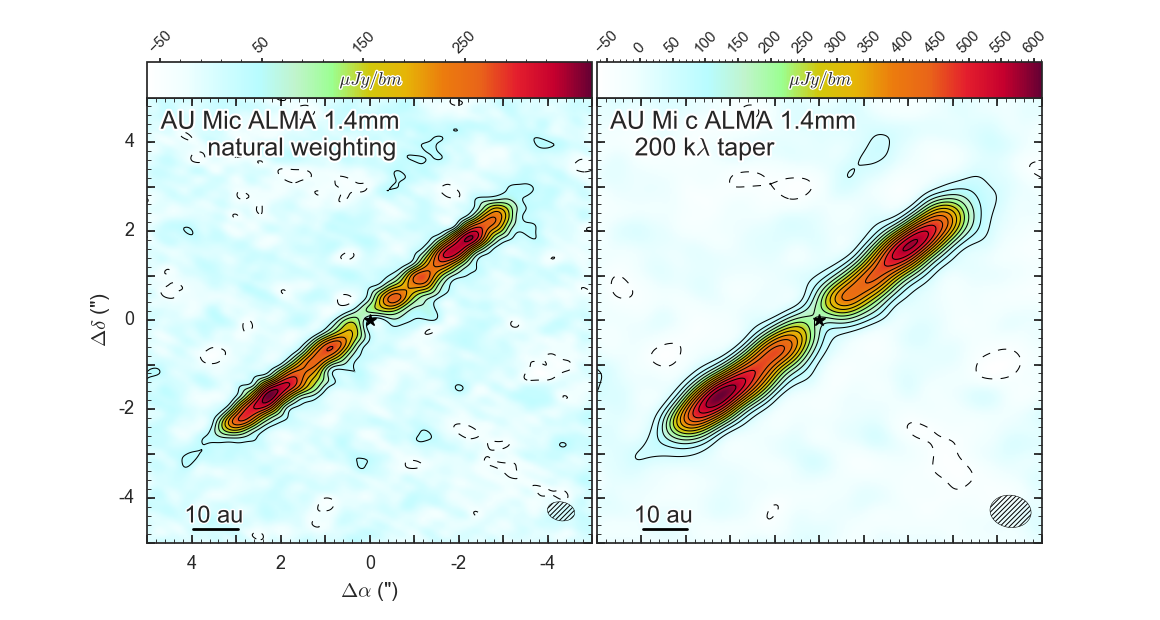 -50 50 150 250
-50 0 50 100 150 200 250 300 350 400 450 500 550 600
μJy/bm
μJy/bm
AU Mic ALMA 1.4mm
natural weighting
AU Mi c ALMA 1.4mm
200 kλ taper
4
2
0
-2
-4
Δδ (")
10 au
10 au
4 2 0 -2 -4
Δα (")